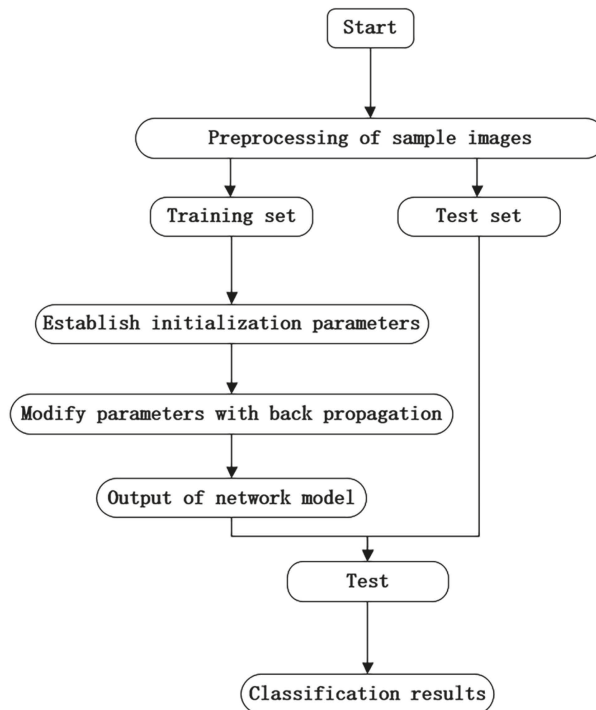 Start
Preprocessing of sample images
Training set
Test set
Establish initialization parameters
Modify parameters with back propagation
Output of network model
Test
Classification results